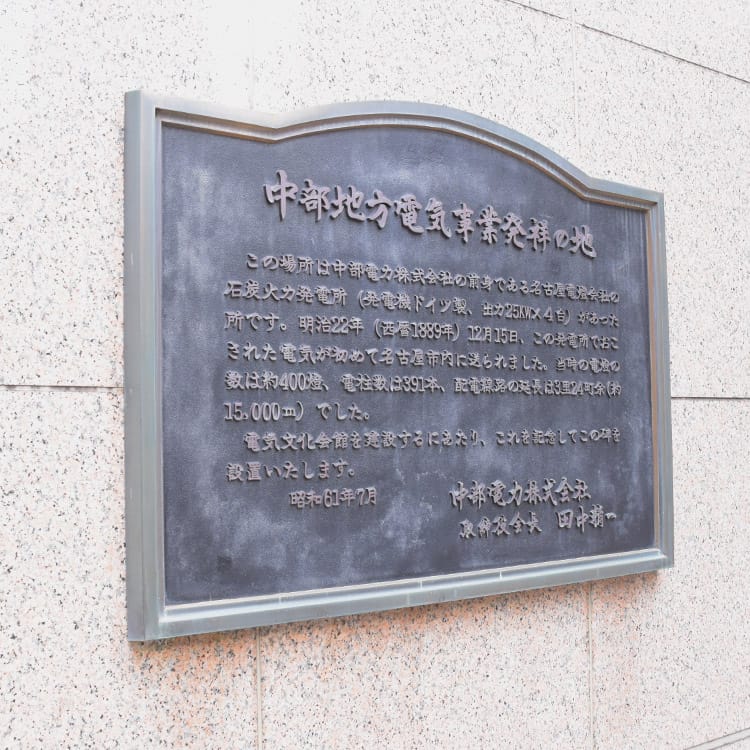 中部地方電気事業発祥の地
この場所は中部電力株式会社の前身である名古屋電燈会社の
石炭火力発電所（発電機ドイツ製、出力25KW×4台）があった
所です。明治22年（西暦1889年）12月15日、この発電所でおこ
された電気が初めて名古屋市内に送られました。当時の電燈の
数は約400燈、電柱数は391本、配電線路の延長は3里24町余(約
15,000m）でした。
電気文化会館を建設するにあたり、これを記念してこの碑を
設置いたします。
昭和61年7月
中部電力株式会社
取締役会長 田中精一